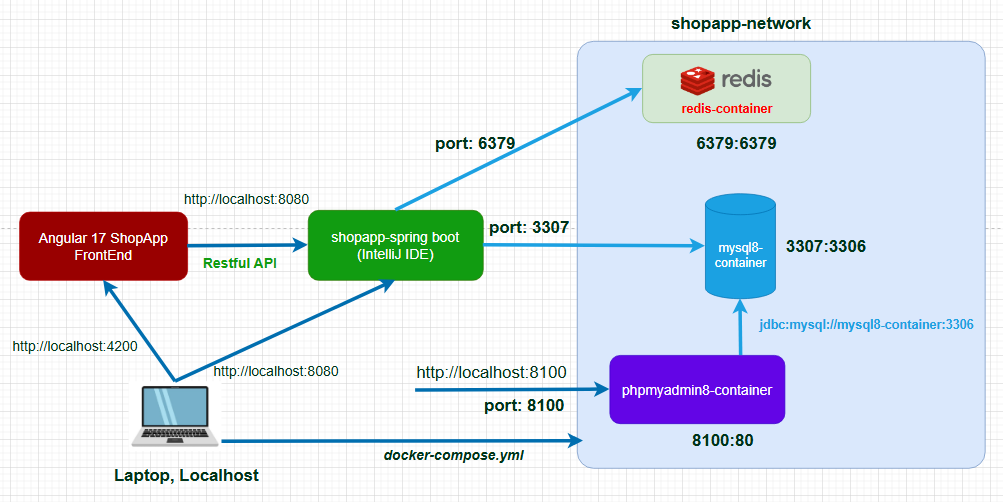 shopapp-network
redis
redis-container
port: 6379
6379:6379
http://localhost:8080
Angular 17 ShopApp
FrontEnd
Restful API
shopapp-spring boot
(IntelliJ IDE)
port: 3307
mysql8-
container
3307:3306
jdbc:mysql://mysql8-container:3306
http://localhost:4200
http://localhost:8080
http://localhost:8100
port: 8100
phpmyadmin8-container
8100:80
docker-compose.yml
Laptop, Localhost